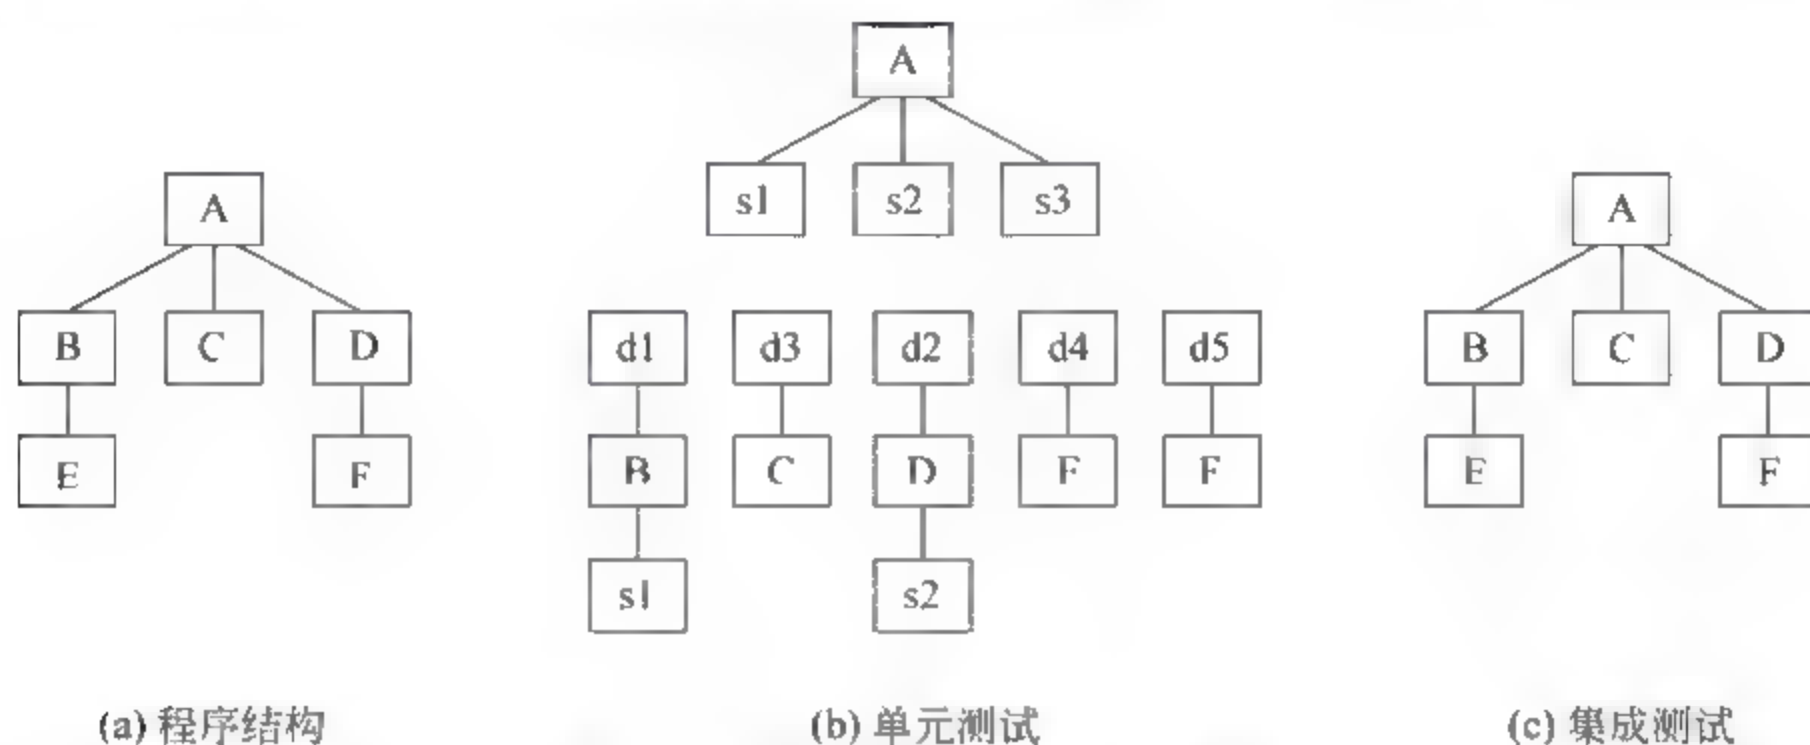 A
B C D
E F
(a) 程序结构
A
s1 s2 s3
d1 d3 d2 d4 d5
B C D F F
s1 s2
(b) 单元测试
A
B C D
E F
(c) 集成测试